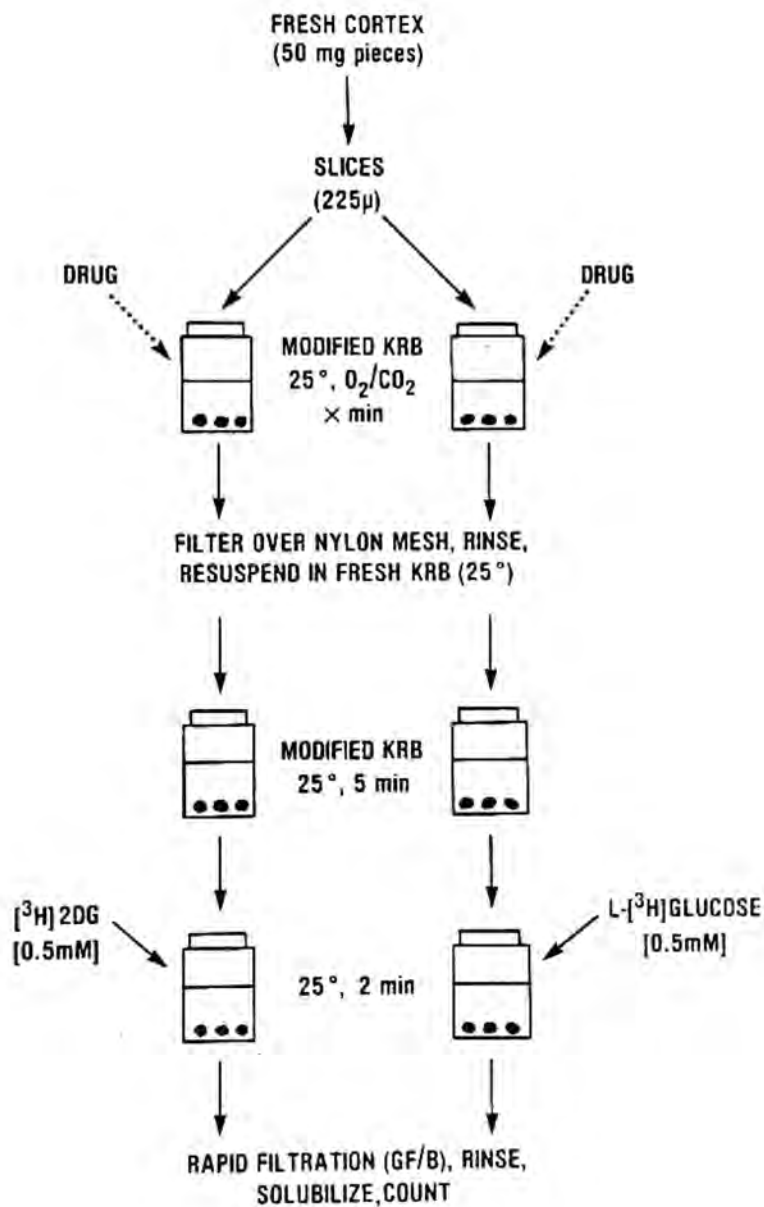 FRESH CORTEX
(50 mg pieces)
SLICES
(225µ)
DRUG
DRUG
MODIFIED KRB
25°, O₂/CO₂
× min
FILTER OVER NYLON MESH, RINSE,
RESUSPEND IN FRESH KRB (25°)
MODIFIED KRB
25°, 5 min
[³H] 2DG
[0.5mM]
L-[³H]GLUCOSE
[0.5mM]
25°, 2 min
RAPID FILTRATION (GF/B), RINSE,
SOLUBILIZE, COUNT